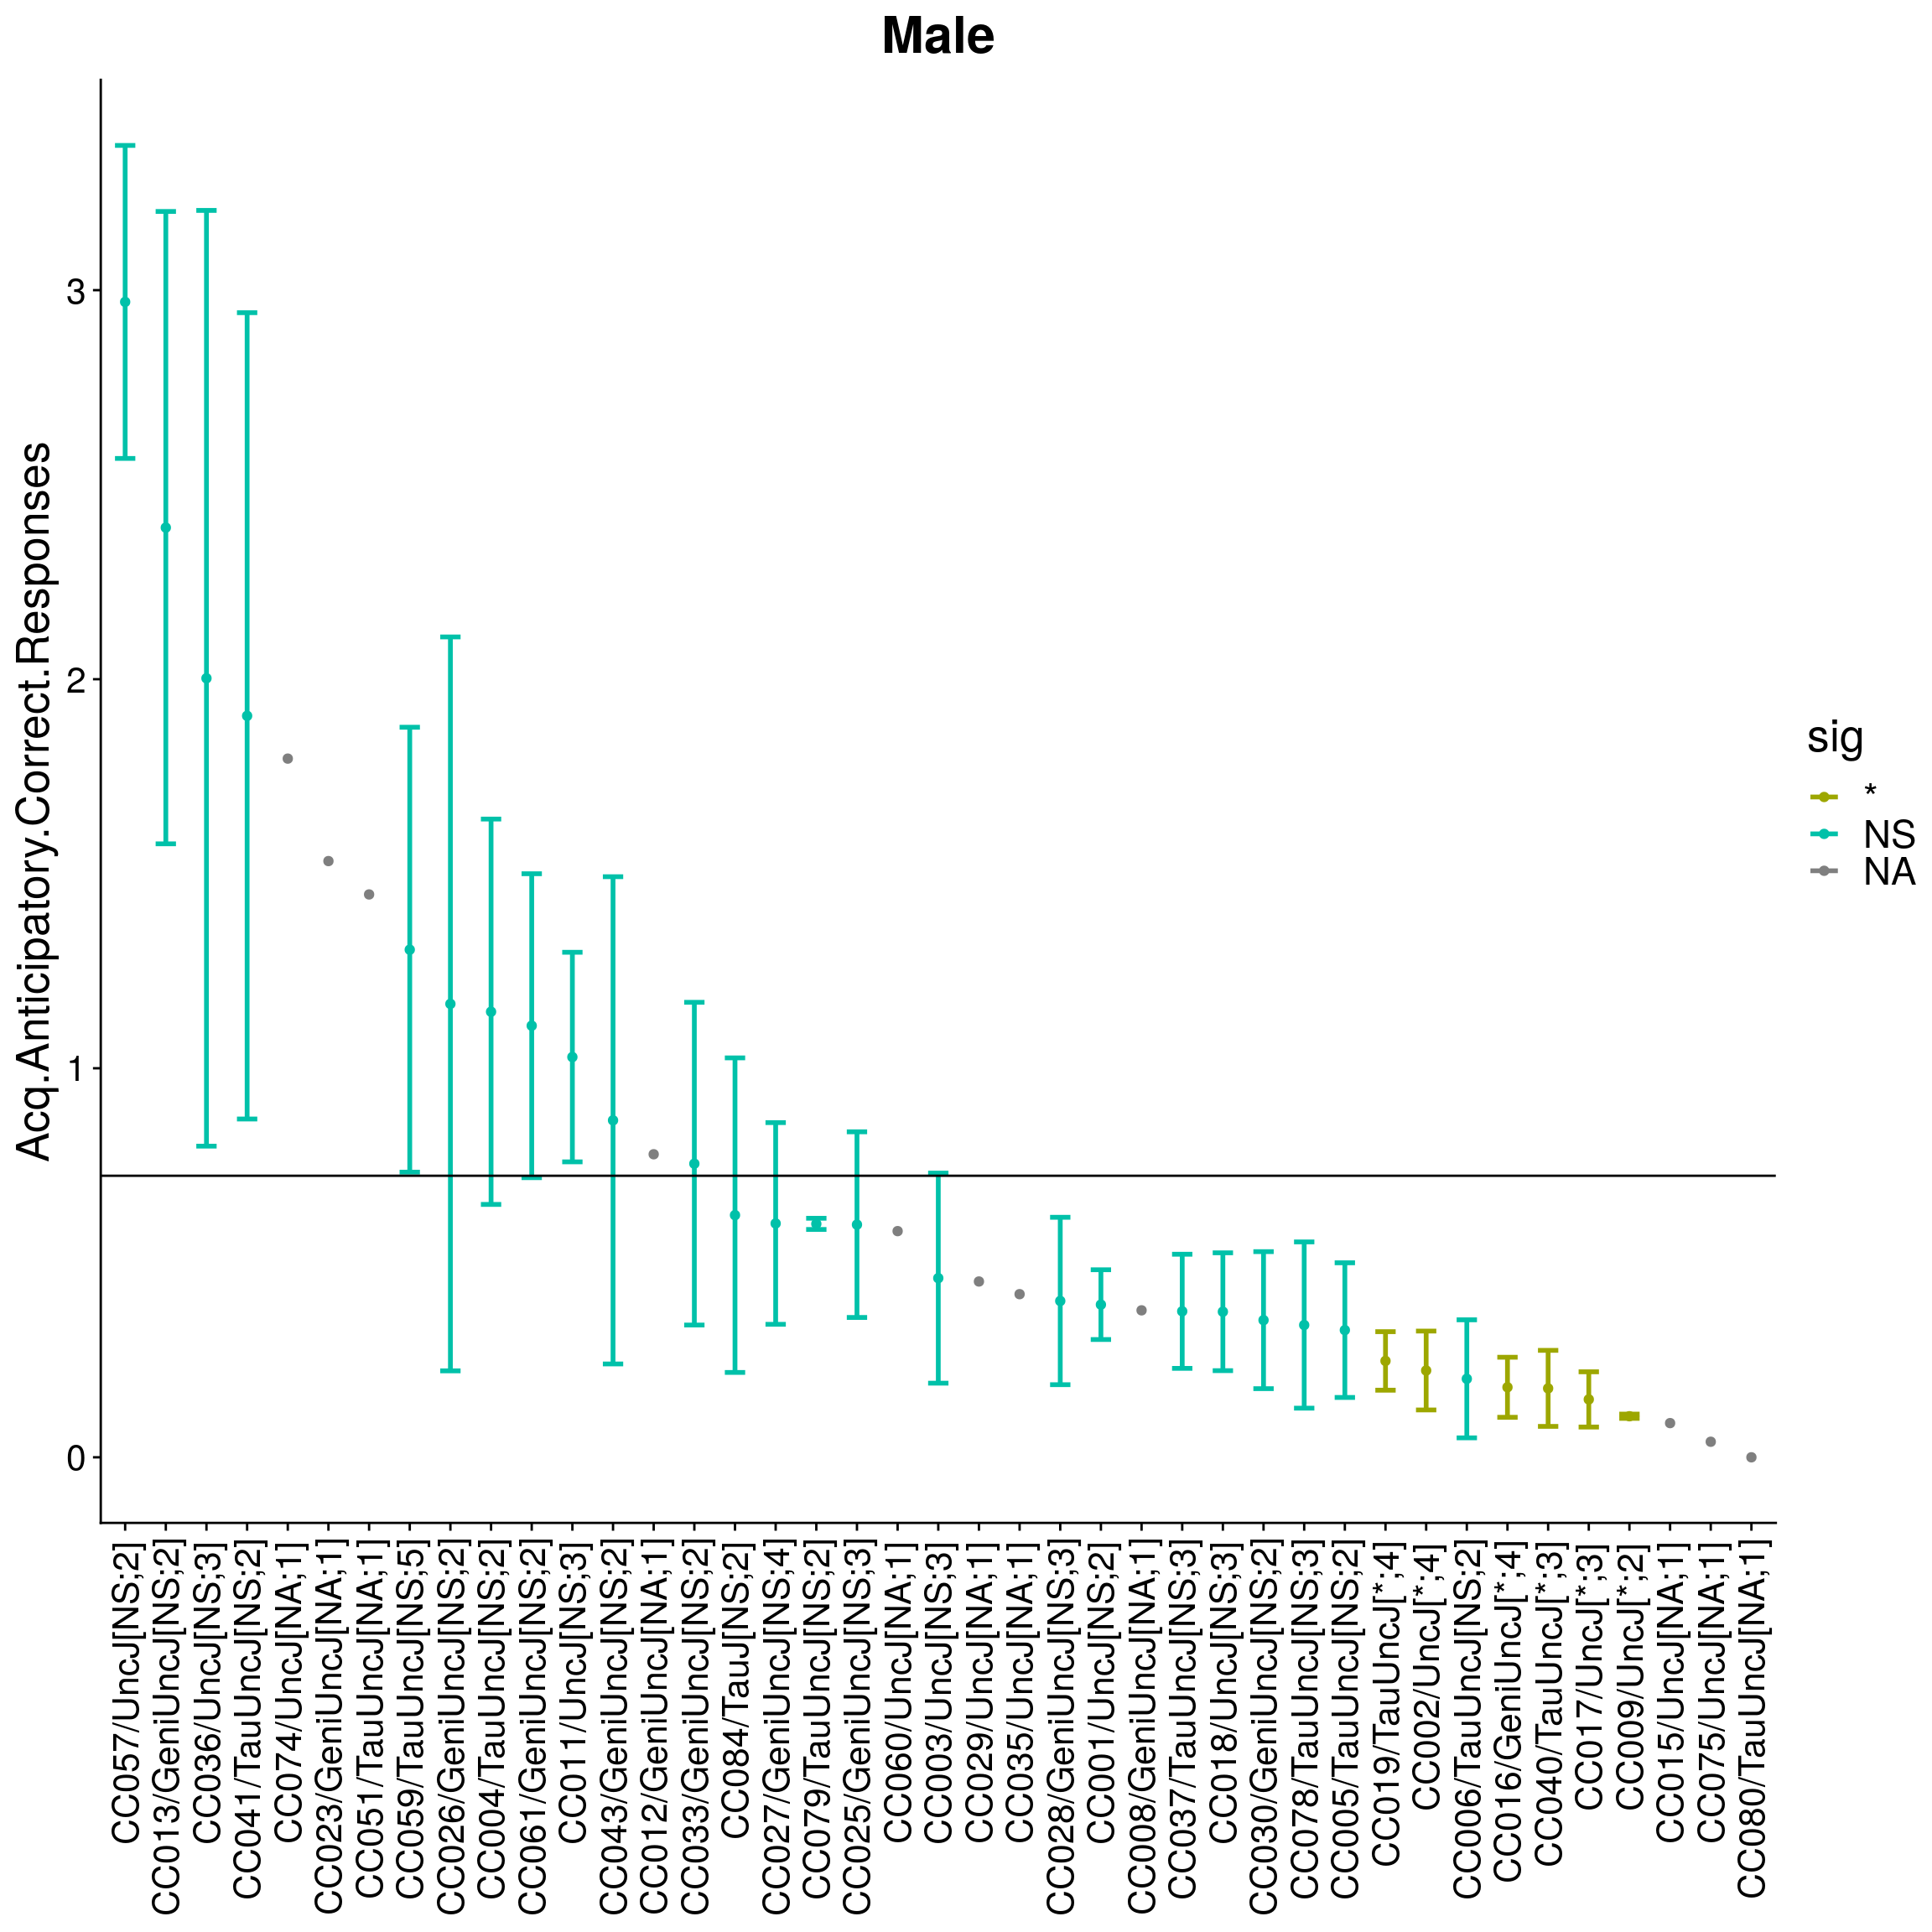 Male
Acq.Anticipatory.Correct.Responses
3
2
1
0
CC057/UncJ[NS;2]
CC013/GeniUncJ[NS;2]
CC036/UncJ[NS;3]
CC041/TauUncJ[NS;2]
CC074/UncJ[NA;1]
CC023/GeniUncJ[NA;1]
CC051/TauUncJ[NA;1]
CC059/TauUncJ[NS;5]
CC026/GeniUncJ[NS;2]
CC004/TauUncJ[NS;2]
CC061/GeniUncJ[NS;2]
CC011/UncJ[NS;3]
CC043/GeniUncJ[NS;2]
CC012/GeniUncJ[NA;1]
CC033/GeniUncJ[NS;2]
CC084/TauJ[NS;2]
CC027/GeniUncJ[NS;4]
CC079/TauUncJ[NS;2]
CC025/GeniUncJ[NS;3]
CC060/UncJ[NA;1]
CC003/UncJ[NS;3]
CC029/UncJ[NA;1]
CC035/UncJ[NA;1]
CC028/GeniUncJ[NS;3]
CC001/UncJ[NS;2]
CC008/GeniUncJ[NA;1]
CC037/TauUncJ[NS;3]
CC018/UncJ[NS;3]
CC030/GeniUncJ[NS;2]
CC078/TauUncJ[NS;3]
CC005/TauUncJ[NS;2]
CC019/TauUncJ[*;4]
CC002/UncJ[*;4]
CC006/TauUncJ[NS;2]
CC016/GeniUncJ[*;4]
CC040/TauUncJ[*;3]
CC017/UncJ[*;3]
CC009/UncJ[*;2]
CC015/UncJ[NA;1]
CC075/UncJ[NA;1]
CC080/TauUncJ[NA;1]
sig
*
NS
NA